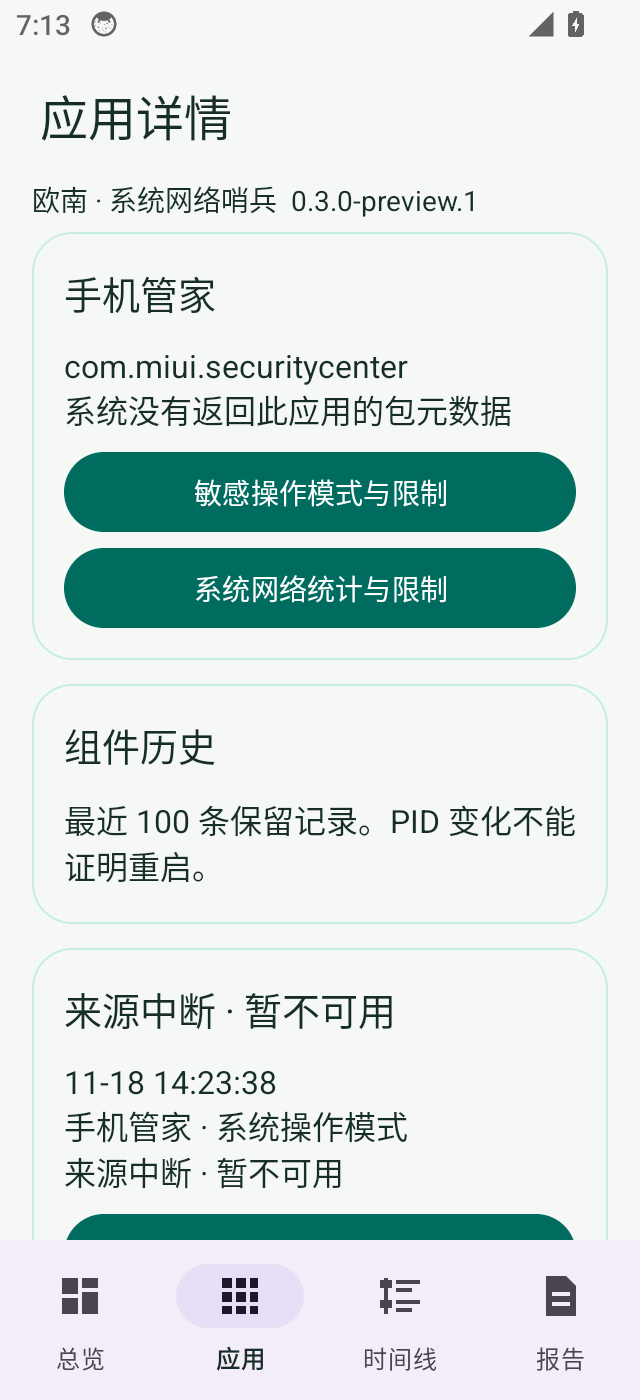 7:13
应用详情
欧南 · 系统网络哨兵 0.3.0-preview.1
手机管家
com.miui.securitycenter
系统没有返回此应用的包元数据
敏感操作模式与限制
系统网络统计与限制
组件历史
最近 100 条保留记录。PID 变化不能
证明重启。
来源中断 · 暂不可用
11-18 14:23:38
手机管家 · 系统操作模式
来源中断 · 暂不可用
总览
应用
时间线
报告